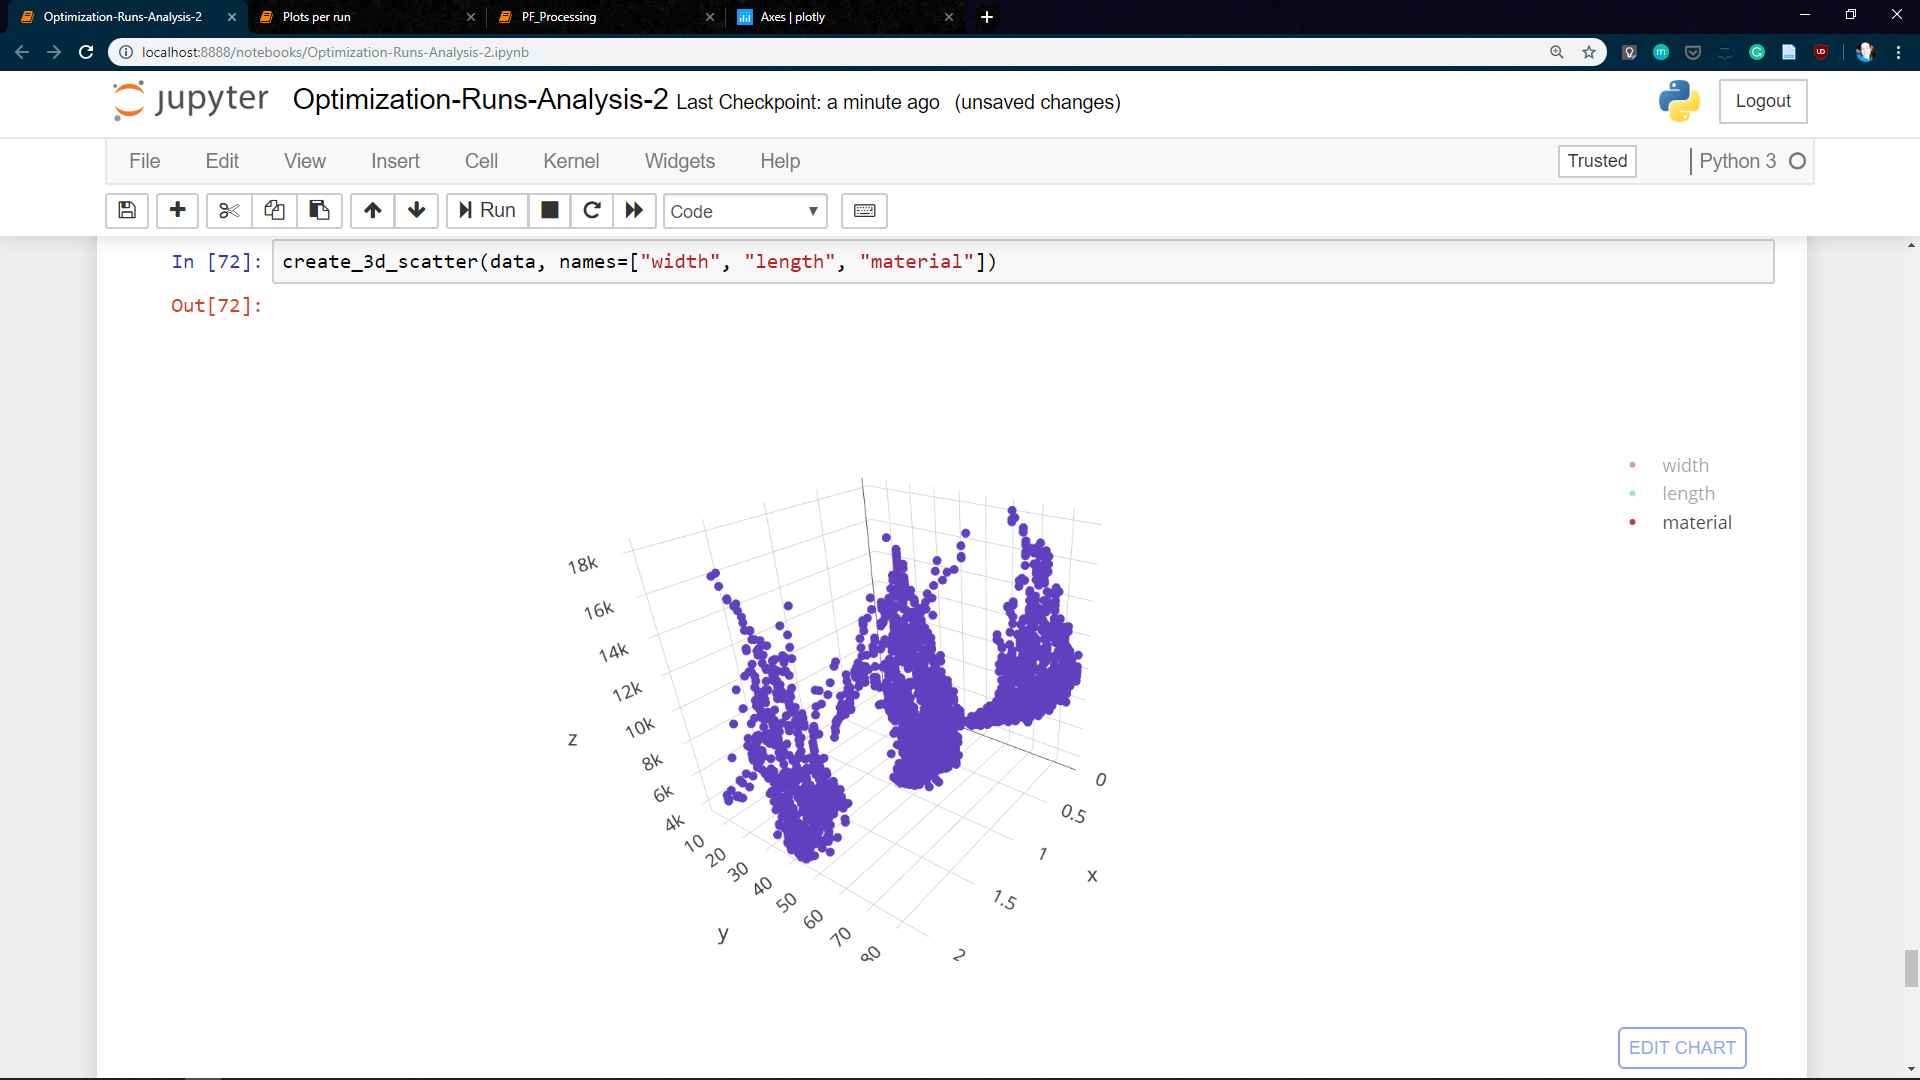 Optimization-Runs-Analysis-2
Plots per run
PF_Processing
Axes | plotly
localhost:8888/notebooks/Optimization-Runs-Analysis-2.ipynb
jupyter Optimization-Runs-Analysis-2 Last Checkpoint: a minute ago (unsaved changes)
Logout
File Edit View Insert Cell Kernel Widgets Help
Trusted
Python 3
Run
Code
In [72]: create_3d_scatter(data, names=["width", "length", "material"])
Out[72]:
width
length
material
18k
16k
14k
12k
10k
8k
6k
4k
z
10
20
30
40
50
60
70
80
y
0
0.5
1
1.5
2
x
EDIT CHART